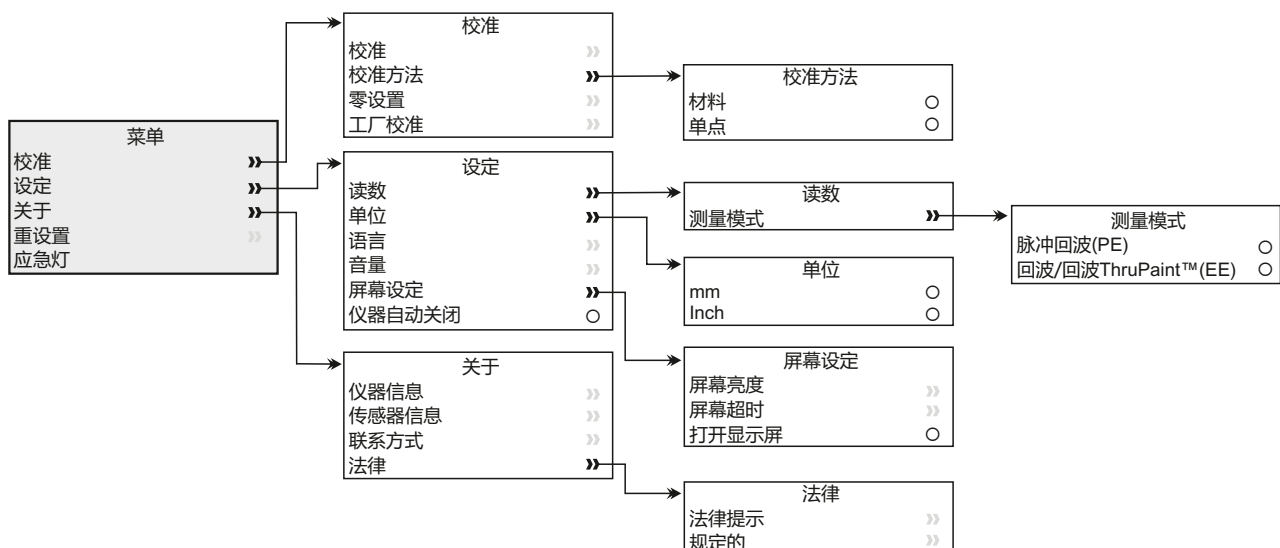 菜单
校准
设定
关于
重设置
应急灯
校准
校准
校准方法
零设置
工厂校准
校准方法
材料
单点
设定
读数
单位
语言
音量
屏幕设定
仪器自动关闭
读数
测量模式
测量模式
脉冲回波(PE)
回波/回波ThruPaint™(EE)
单位
mm
Inch
屏幕设定
屏幕亮度
屏幕超时
打开显示屏
关于
仪器信息
传感器信息
联系方式
法律
法律
法律提示
规定的